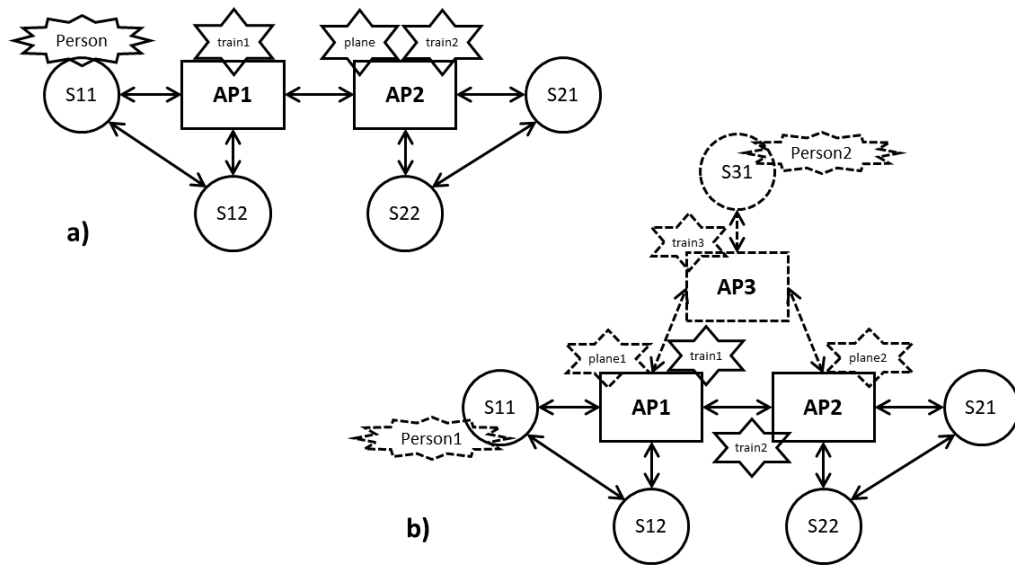 Person
train1
plane
train2
S11
AP1
AP2
S21
S12
S22
a)
S31
Person2
train3
AP3
plane1
train1
plane2
S11
AP1
AP2
S21
Person1
train2
S12
S22
b)